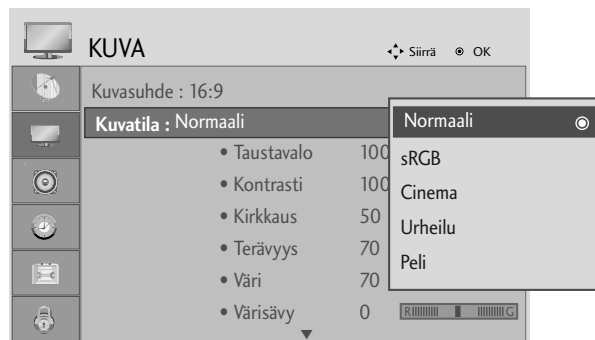 KUVA Siirrä OK
Kuvasuhde : 16:9
Kuvatila : Normaali
• Taustavalo 100
• Kontrasti 100
• Kirkkaus 50
• Terävyys 70
• Väri 70
• Värisävy 0 R G
Normaali
sRGB
Cinema
Urheilu
Peli